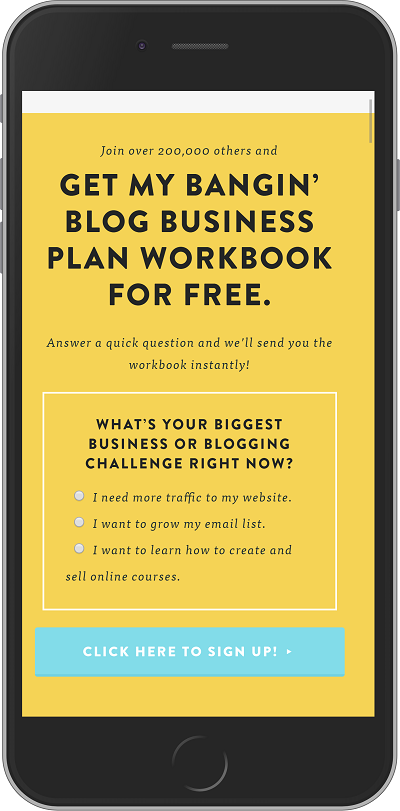 Join over 200,000 others and
GET MY BANGIN’
BLOG BUSINESS
PLAN WORKBOOK
FOR FREE.
Answer a quick question and we’ll send you the
workbook instantly!
WHAT’S YOUR BIGGEST
BUSINESS OR BLOGGING
CHALLENGE RIGHT NOW?
I need more traffic to my website.
I want to grow my email list.
I want to learn how to create and
sell online courses.
CLICK HERE TO SIGN UP! ▸